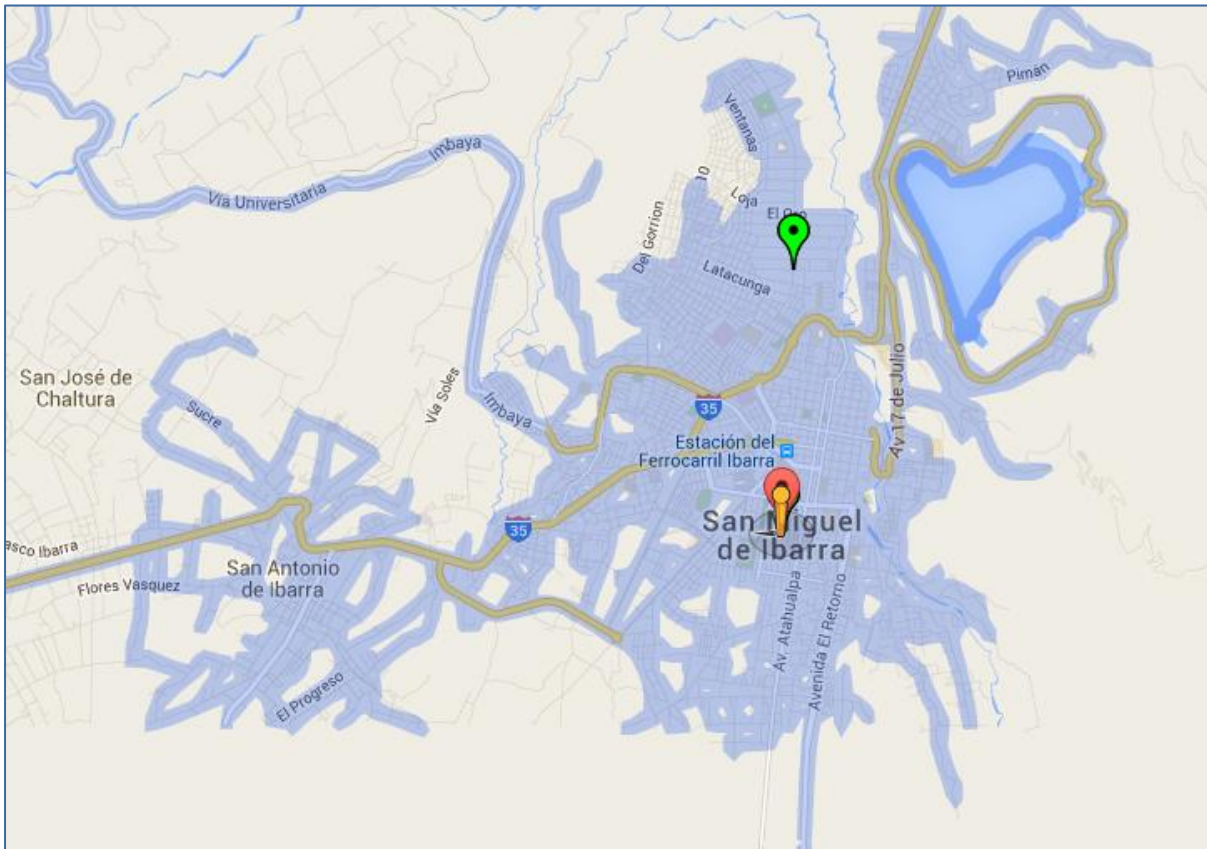 Pimán
Ventanas
Imbaya
Vía Universitaria
10
Loja
El Oro
Del Gorrion
Latacunga
San José de
Chaltura
Sucre
Vía Soles
Imbaya
35
Av 17 de Julio
Estación del
Ferrocarril Ibarra
35
San Miguel
de Ibarra
asco Ibarra
Flores Vasquez
San Antonio
de Ibarra
El Progreso
Av. Atahualpa
Avenida El Retorno